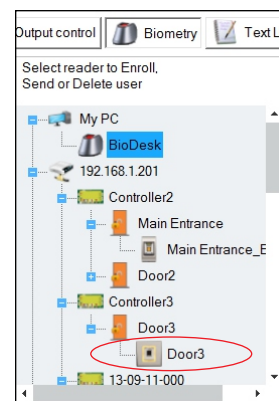 Output control Biometry Text L
Select reader to Enroll,
Send or Delete user
My PC
BioDesk
192.168.1.201
Controller2
Main Entrance
Main Entrance_E
Door2
Controller3
Door3
Door3
13-09-11-000